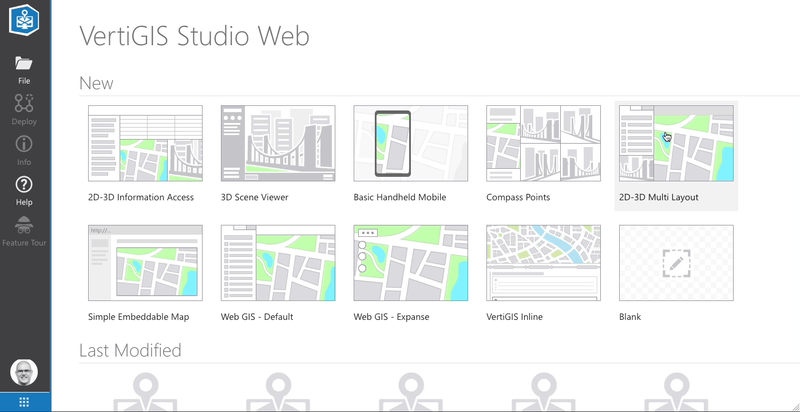 VertiGIS Studio Web
File
Deploy
Info
Help
Feature Tour
New
2D-3D Information Access
3D Scene Viewer
Basic Handheld Mobile
Compass Points
2D-3D Multi Layout
http://...
Simple Embeddable Map
Web GIS - Default
Web GIS - Expanse
VertiGIS Inline
Blank
Last Modified